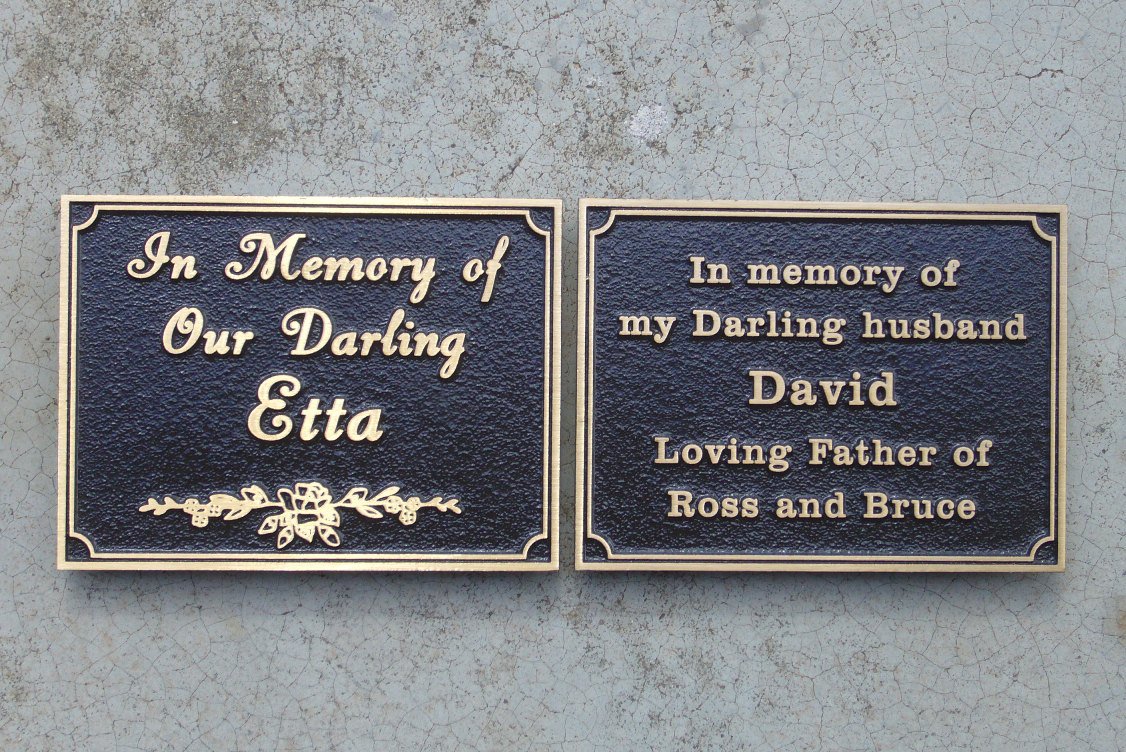 In Memory of
Our Darling
Etta
In memory of
my Darling husband
David
Loving Father of
Ross and Bruce